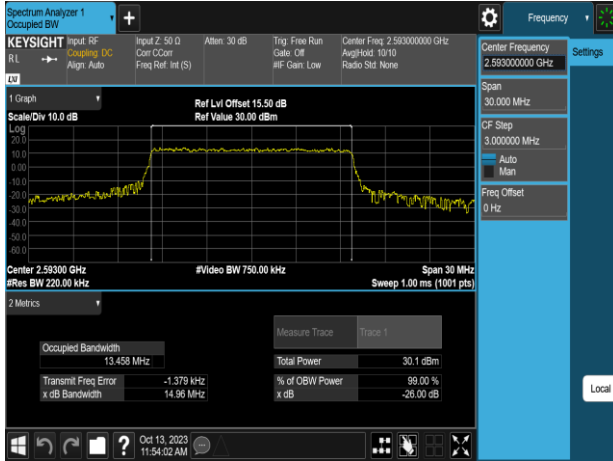 Spectrum Analyzer 1
Occupied BW
+
Frequency
KEYSIGHT
RL
LXI
Input: RF
Coupling: DC
Align: Auto
Input Z: 50 Ω
Corr CCorr
Freq Ref: Int (S)
Atten: 30 dB
Trig: Free Run
Gate: Off
#IF Gain: Low
Center Freq: 2.593000000 GHz
Avg|Hold: 10/10
Radio Std: None
Center Frequency
2.593000000 GHz
Settings
Span
30.000 MHz
CF Step
3.000000 MHz
Auto
Man
Freq Offset
0 Hz
Local
1 Graph
Scale/Div 10.0 dB
Ref Lvl Offset 15.50 dB
Ref Value 30.00 dBm
Log
20.0
10.0
0.00
-10.0
-20.0
-30.0
-40.0
-50.0
-60.0
Center 2.59300 GHz
#Video BW 750.00 kHz
Span 30 MHz
#Res BW 220.00 kHz
Sweep 1.00 ms (1001 pts)
2 Metrics
Measure Trace
Trace 1
Occupied Bandwidth
13.458 MHz
Total Power
30.1 dBm
Transmit Freq Error
-1.379 kHz
% of OBW Power
99.00 %
x dB Bandwidth
14.96 MHz
x dB
-26.00 dB
?
Oct 13, 2023
11:54:02 AM